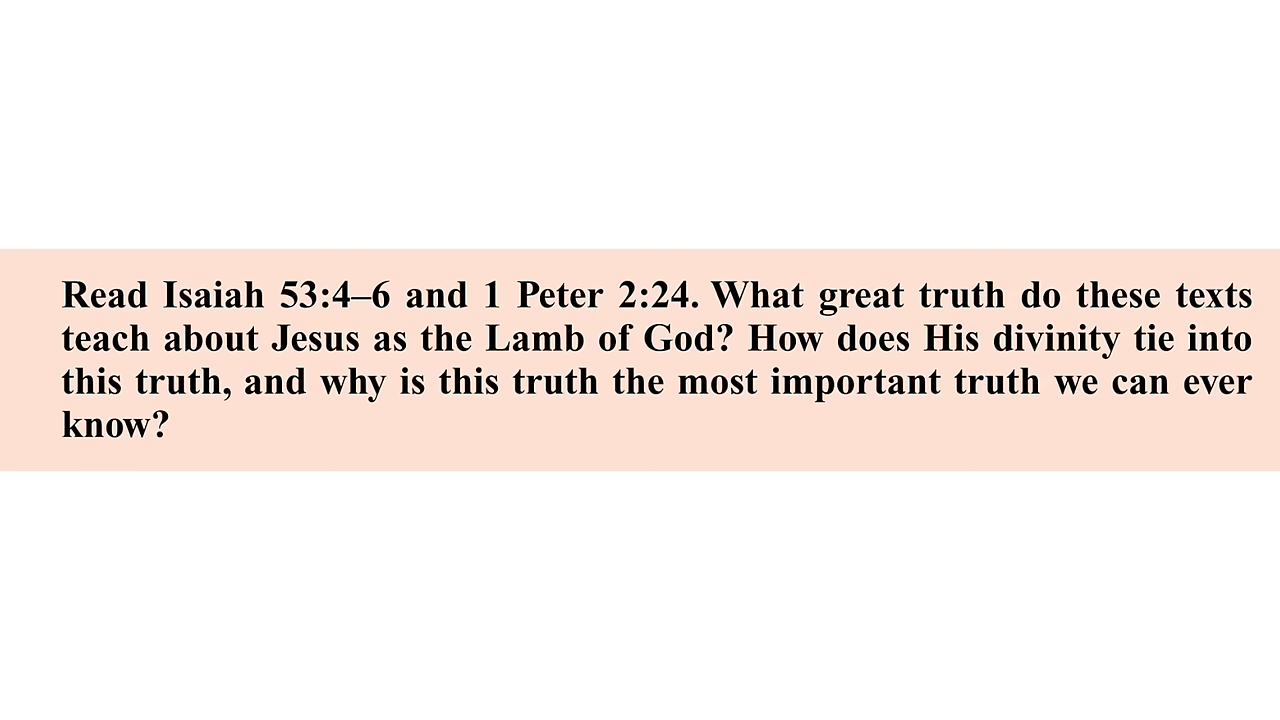 Read Isaiah 53:4–6 and 1 Peter 2:24. What great truth do these texts
teach about Jesus as the Lamb of God? How does His divinity tie into
this truth, and why is this truth the most important truth we can ever
know?